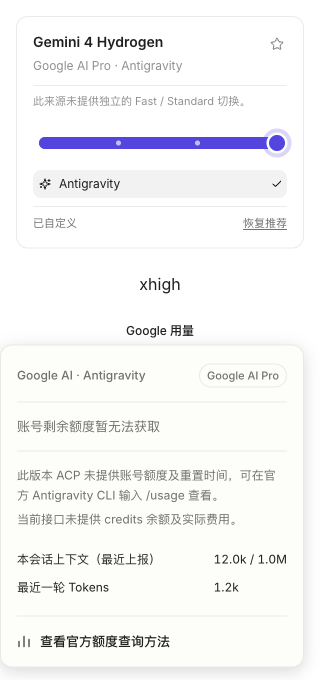 Gemini 4 Hydrogen
Google AI Pro · Antigravity
此来源未提供独立的 Fast / Standard 切换。
Antigravity
已自定义 恢复推荐
xhigh
Google 用量
Google AI · Antigravity Google AI Pro
账号剩余额度暂无法获取
此版本 ACP 未提供账号额度及重置时间，可在官
方 Antigravity CLI 输入 /usage 查看。
当前接口未提供 credits 余额及实际费用。
本会话上下文（最近上报） 12.0k / 1.0M
最近一轮 Tokens 1.2k
查看官方额度查询方法